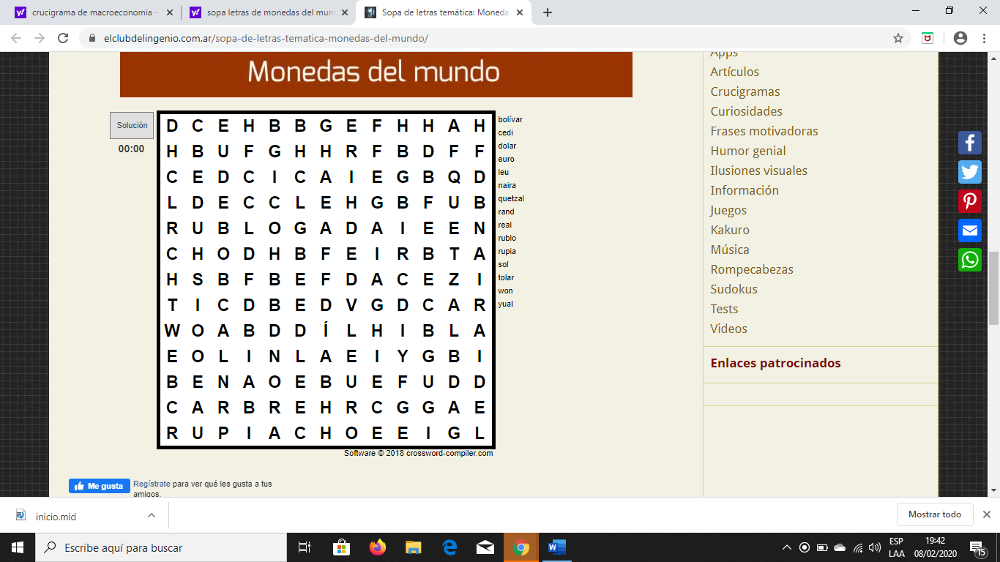 crucigrama de macroeconomia -
sopa letras de monedas del mun
Sopa de letras temática: Moneda
elclubdelingenio.com.ar/sopa-de-letras-tematica-monedas-del-mundo/
Monedas del mundo
Solución
00:00
D C E H B B G E F H H A H
H B U F G H H R F B D F F
C E D C I C A I E G B Q D
L D E C C L E H G B F U B
R U B L O G A D A I E E N
C H O D H B F E I R B T A
H S B F B E F D A C E Z I
T I C D B E D V G D C A R
W O A B D D Í L H I B L A
E O L I N L A E I Y G B I
B E N A O E B U E F U D D
C A R B R E H R C G G A E
R U P I A C H O E E I G L
bolívar
cedi
dolar
euro
leu
naira
quetzal
rand
real
rublo
rupia
sol
tolar
won
yual
Software © 2018 crossword-compiler.com
Me gusta
Regístrate para ver qué les gusta a tus
amigos.
Apps
Artículos
Crucigramas
Curiosidades
Frases motivadoras
Humor genial
Ilusiones visuales
Información
Juegos
Kakuro
Música
Rompecabezas
Sudokus
Tests
Videos
Enlaces patrocinados
inicio.mid
Mostrar todo
Escribe aquí para buscar
ESP
LAA
19:42
08/02/2020
15